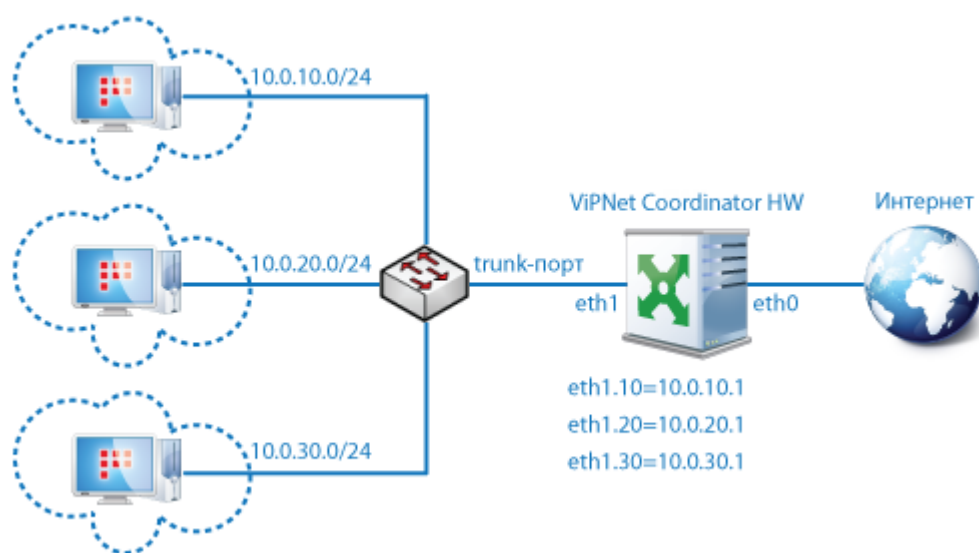 10.0.10.0/24
ViPNet Coordinator HW
Интернет
10.0.20.0/24
trunk-порт
eth1
eth0
eth1.10=10.0.10.1
eth1.20=10.0.20.1
eth1.30=10.0.30.1
10.0.30.0/24